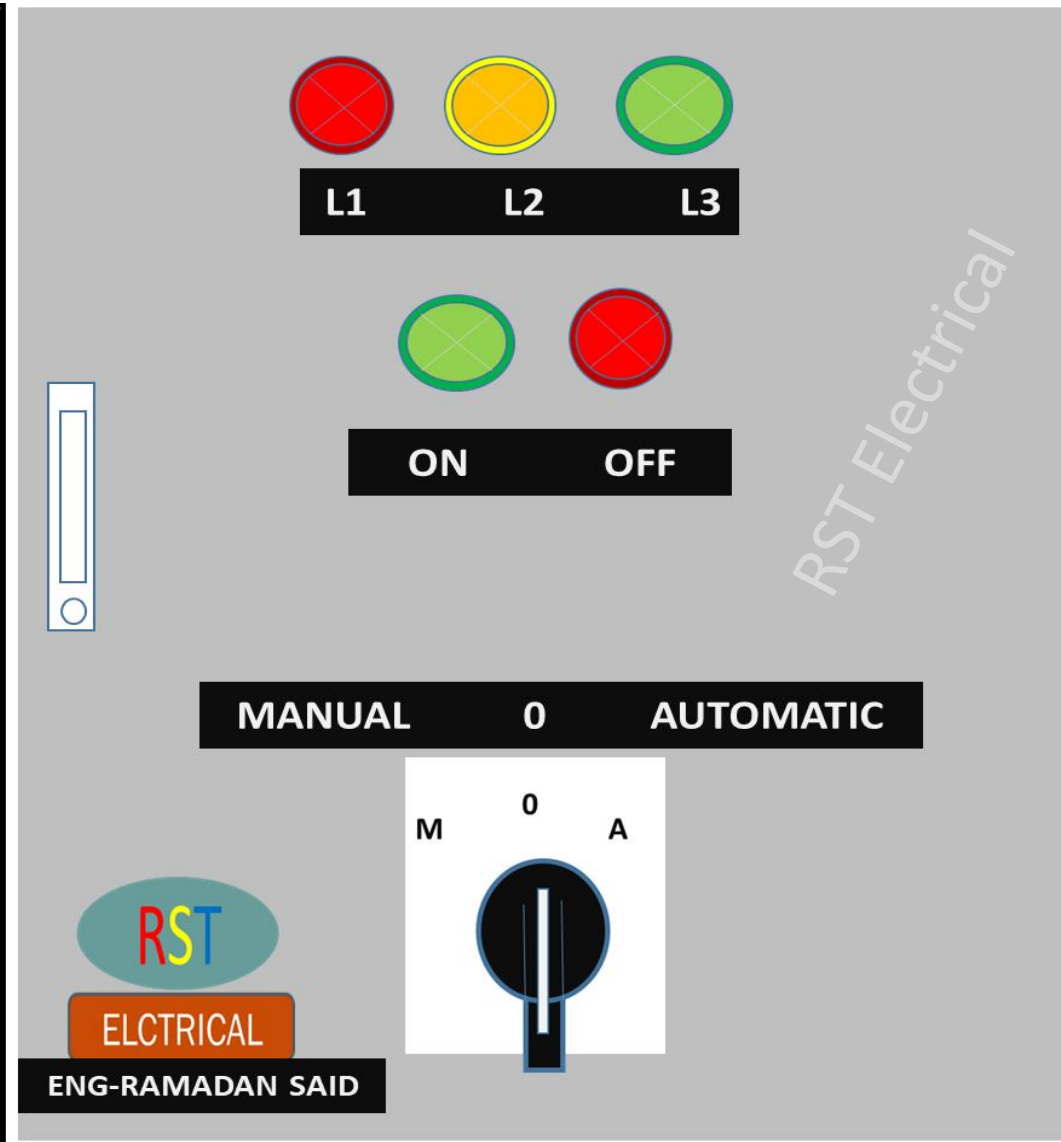 L1 L2 L3
RST Electrical
ON OFF
MANUAL 0 AUTOMATIC
0
M A
RST
ELCTRICAL
ENG-RAMADAN SAID